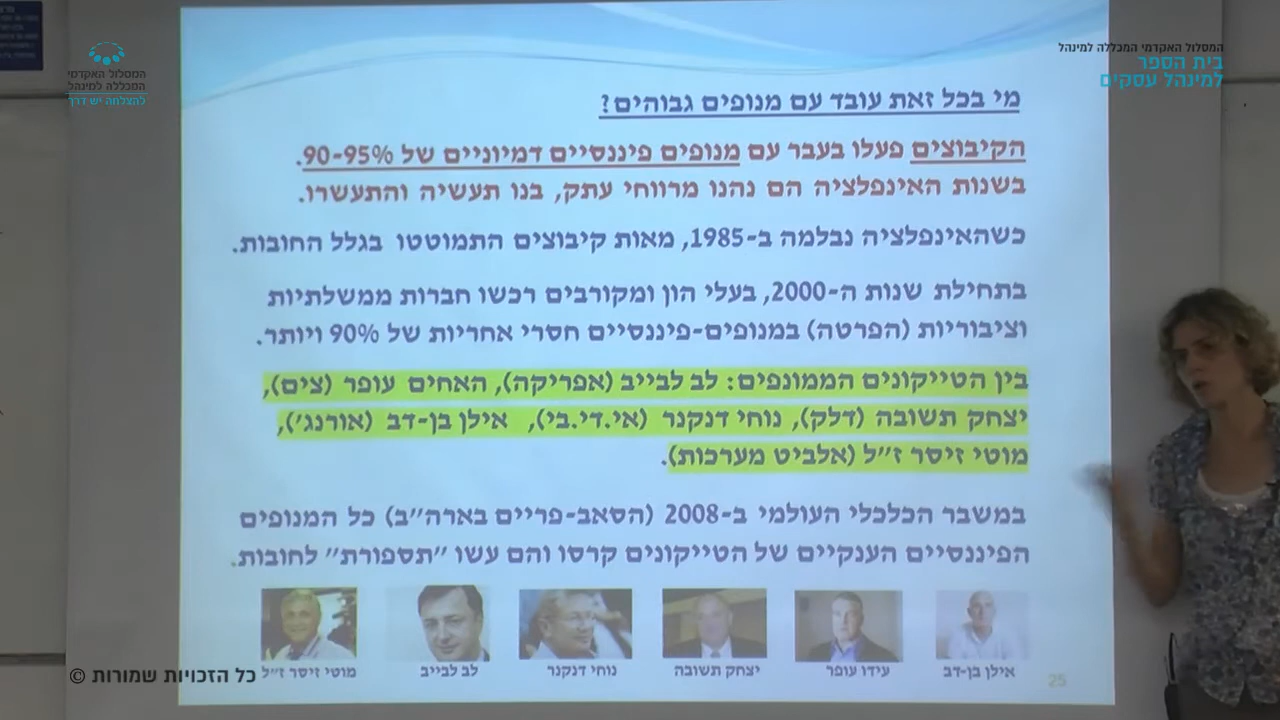 המסלול האקדמי המכללה למינהל
בית הספר
למינהל עסקים
המסלול האקדמי
המכללה למינהל
להצלחה יש דרך
מי בכל זאת עובד עם מנופים גבוהים?
הקיבוצים פעלו בעבר עם מנופים פיננסיים דמיוניים של 90-95%.
בשנות האינפלציה הם נהנו מרווחי עתק, בנו תעשיה והתעשרו.
כשהאינפלציה נבלמה ב-1985, מאות קיבוצים התמוטטו בגלל החובות.
בתחילת שנות ה-2000, בעלי הון ומקורבים רכשו חברות ממשלתיות
וציבוריות (הפרטה) במנופים-פיננסיים חסרי אחריות של 90% ויותר.
בין הטייקונים הממונפים: לב לבייב (אפריקה), האחים עופר (צים),
יצחק תשובה (דלק), נוחי דנקנר (אי.די.בי), אילן בן-דב (אורנג'),
מוטי זיסר ז"ל (אלביט מערכות).
במשבר הכלכלי העולמי ב-2008 (הסאב-פריים בארה"ב) כל המנופים
הפיננסיים הענקיים של הטייקונים קרסו והם עשו "תספורת" לחובות.
אילן בן-דב
עידו עופר
יצחק תשובה
נוחי דנקנר
לב לבייב
מוטי זיסר ז"ל
25
כל הזכויות שמורות ©